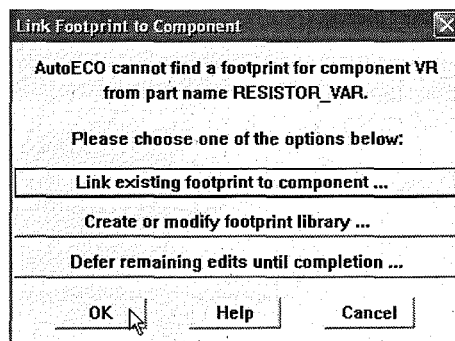 Link Footprint to Component
AutoECO cannot find a footprint for component VR
from part name RESISTOR_VAR.
Please choose one of the options below:
Link existing footprint to component ...
Create or modify footprint library ...
Defer remaining edits until completion ...
OK Help Cancel